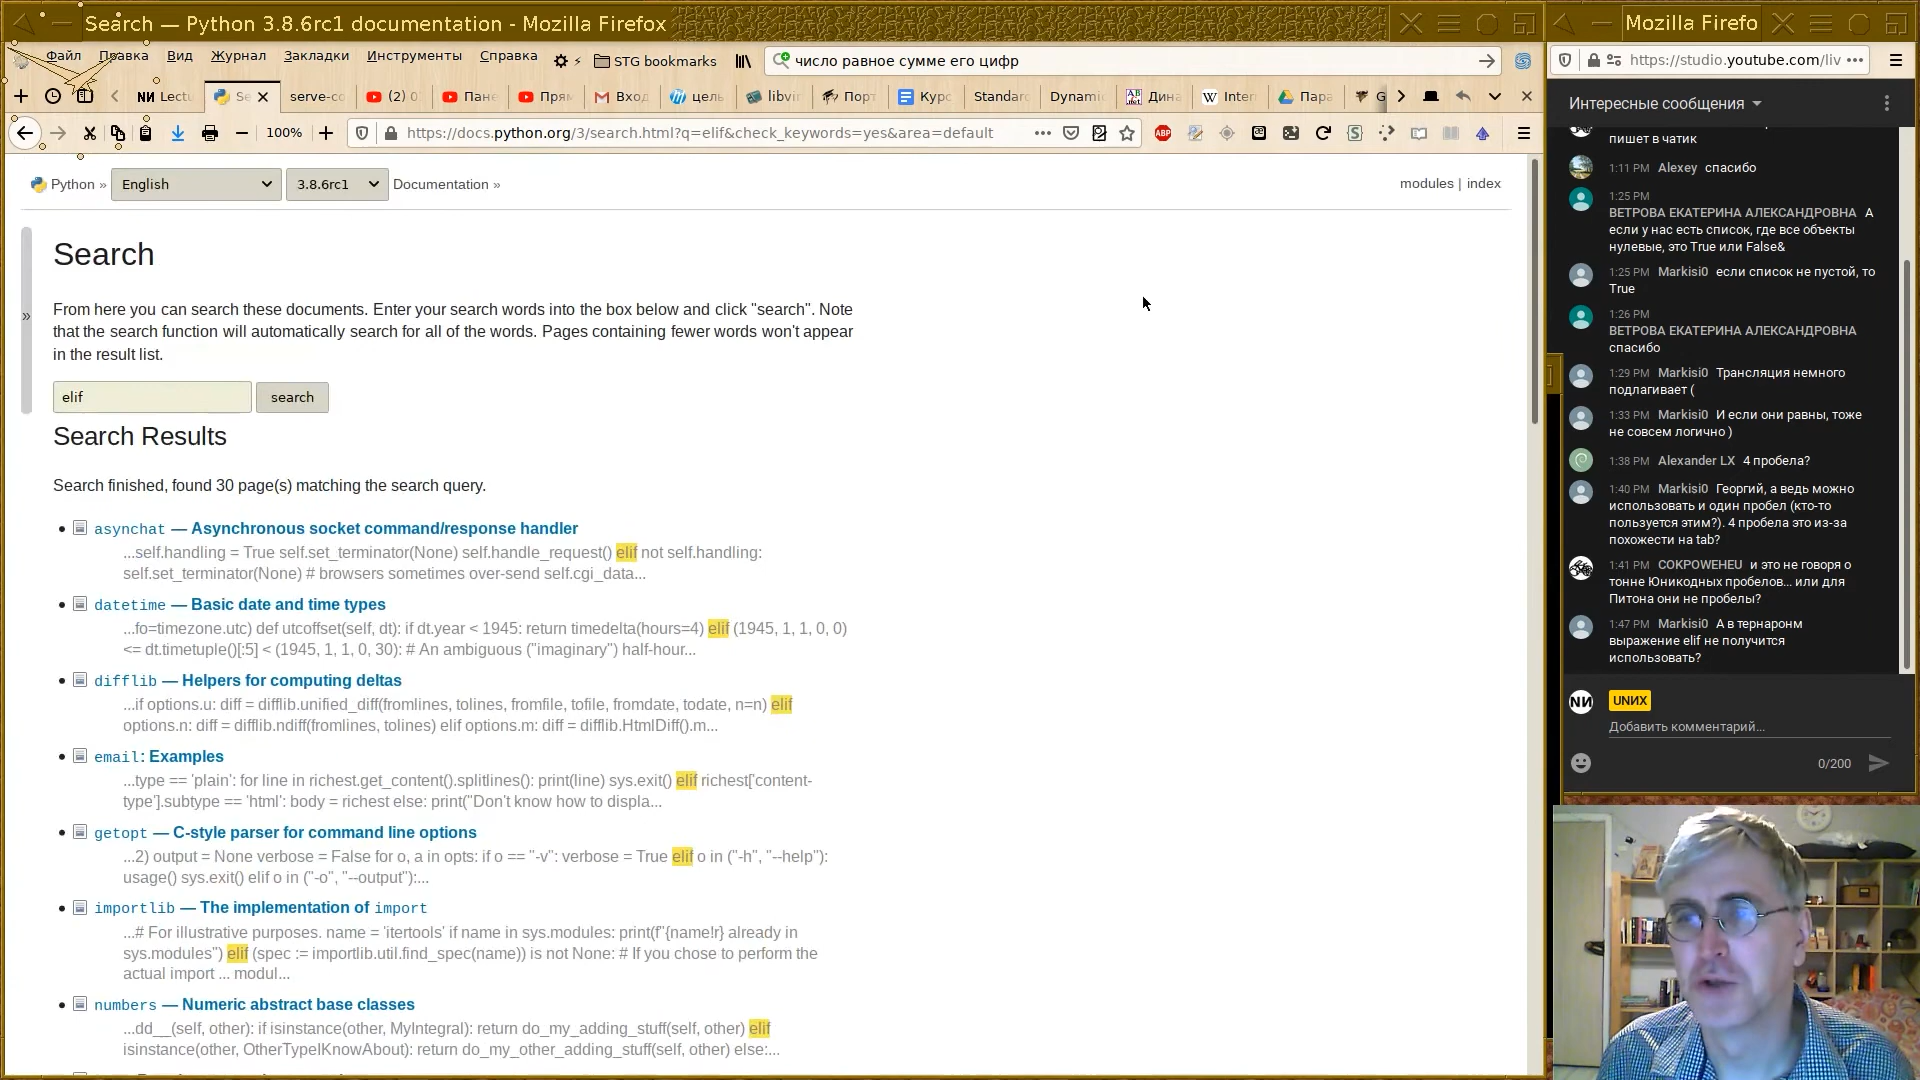 Search — Python 3.8.6rc1 documentation - Mozilla Firefox
Mozilla Firefo
Файл Правка Вид Журнал Закладки Инструменты Справка STG bookmarks число равное сумме его цифр
https://studio.youtube.com/liv
Lectu Se serve-co (2) 0 Пан Прям Вход цель libvir Порт Курс Standar Dynamic Дина Inter Пара G
100% https://docs.python.org/3/search.html?q=elif&check_keywords=yes&area=default ABP
Python » English 3.8.6rc1 Documentation » modules | index
Search
From here you can search these documents. Enter your search words into the box below and click "search". Note
that the search function will automatically search for all of the words. Pages containing fewer words won't appear
in the result list.
elif search
Search Results
Search finished, found 30 page(s) matching the search query.
asynchat — Asynchronous socket command/response handler
...self.handling = True self.set_terminator(None) self.handle_request() elif not self.handling:
self.set_terminator(None) # browsers sometimes over-send self.cgi_data...
datetime — Basic date and time types
...fo=timezone.utc) def utcoffset(self, dt): if dt.year < 1945: return timedelta(hours=4) elif (1945, 1, 1, 0, 0)
<= dt.timetuple()[:5] < (1945, 1, 1, 0, 30): # An ambiguous ("imaginary") half-hour...
difflib — Helpers for computing deltas
...if options.u: diff = difflib.unified_diff(fromlines, tolines, fromfile, tofile, fromdate, todate, n=n) elif
options.n: diff = difflib.ndiff(fromlines, tolines) elif options.m: diff = difflib.HtmlDiff().m...
email: Examples
...type == 'plain': for line in richest.get_content().splitlines(): print(line) sys.exit() elif richest['content-
type'].subtype == 'html': body = richest else: print("Don't know how to displa...
getopt — C-style parser for command line options
...2) output = None verbose = False for o, a in opts: if o == "-v": verbose = True elif o in ("-h", "--help"):
usage() sys.exit() elif o in ("-o", "--output"):...
importlib — The implementation of import
...# For illustrative purposes. name = 'itertools' if name in sys.modules: print(f"{name!r} already in
sys.modules") elif (spec := importlib.util.find_spec(name)) is not None: # If you chose to perform the
actual import ... modul...
numbers — Numeric abstract base classes
...dd__(self, other): if isinstance(other, MyIntegral): return do_my_adding_stuff(self, other) elif
isinstance(other, OtherTypeIKnowAbout): return do_my_other_adding_stuff(self, other) else:...
Интересные сообщения
пишет в чатик
1:11 PM Alexey спасибо
1:25 PM
ВЕТРОВА ЕКАТЕРИНА АЛЕКСАНДРОВНА А
если у нас есть список, где все объекты
нулевые, это True или False&
1:25 PM Markisi0 если список не пустой, то
True
1:26 PM
ВЕТРОВА ЕКАТЕРИНА АЛЕКСАНДРОВНА
спасибо
1:29 PM Markisi0 Трансляция немного
подлагивает (
1:33 PM Markisi0 И если они равны, тоже
не совсем логично )
1:38 PM Alexander LX 4 пробела?
1:40 PM Markisi0 Георгий, а ведь можно
использовать и один пробел (кто-то
пользуется этим?). 4 пробела это из-за
похожести на tab?
1:41 PM COKPOWEHEU и это не говоря о
тонне Юникодных пробелов... или для
Питона они не пробелы?
1:47 PM Markisi0 А в тернаронм
выражение elif не получится
использовать?
UNИX
Добавить комментарий...
0/200